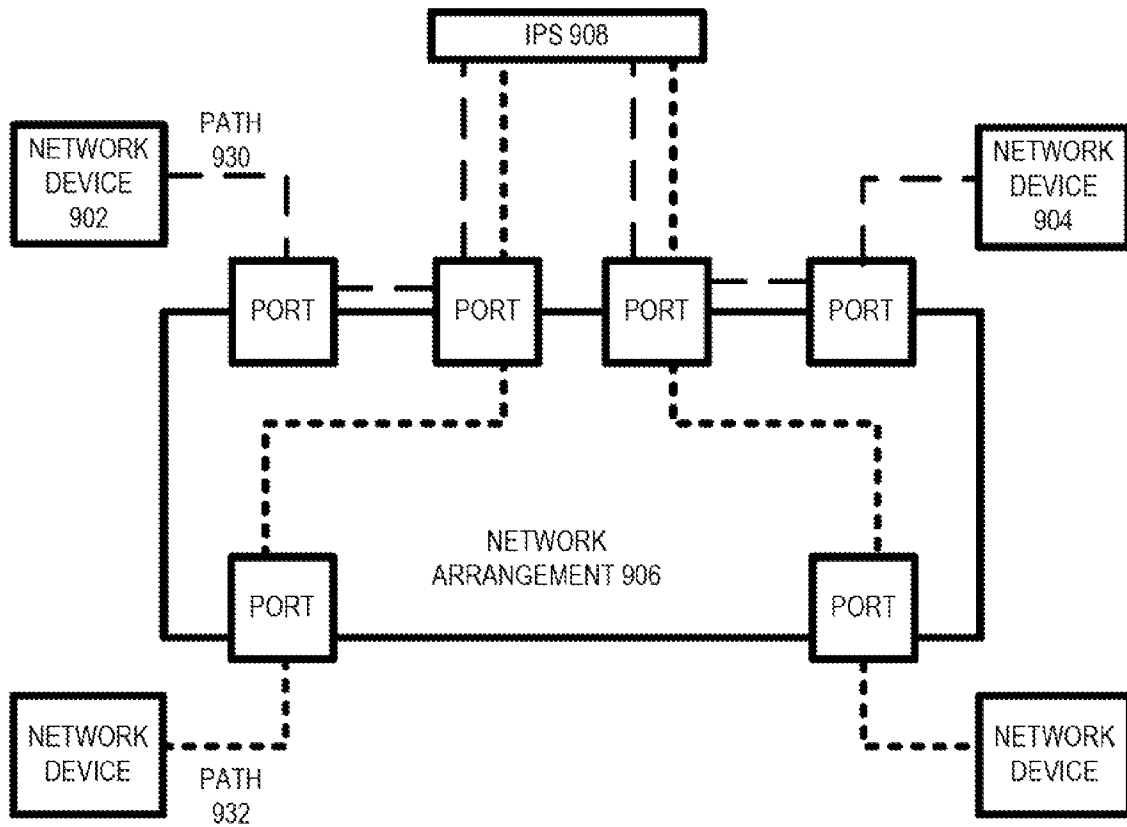 IPS 908
PATH
930
NETWORK
DEVICE
902
NETWORK
DEVICE
904
PORT
PORT
PORT
PORT
NETWORK
ARRANGEMENT 906
PORT
PORT
NETWORK
DEVICE
PATH
932
NETWORK
DEVICE